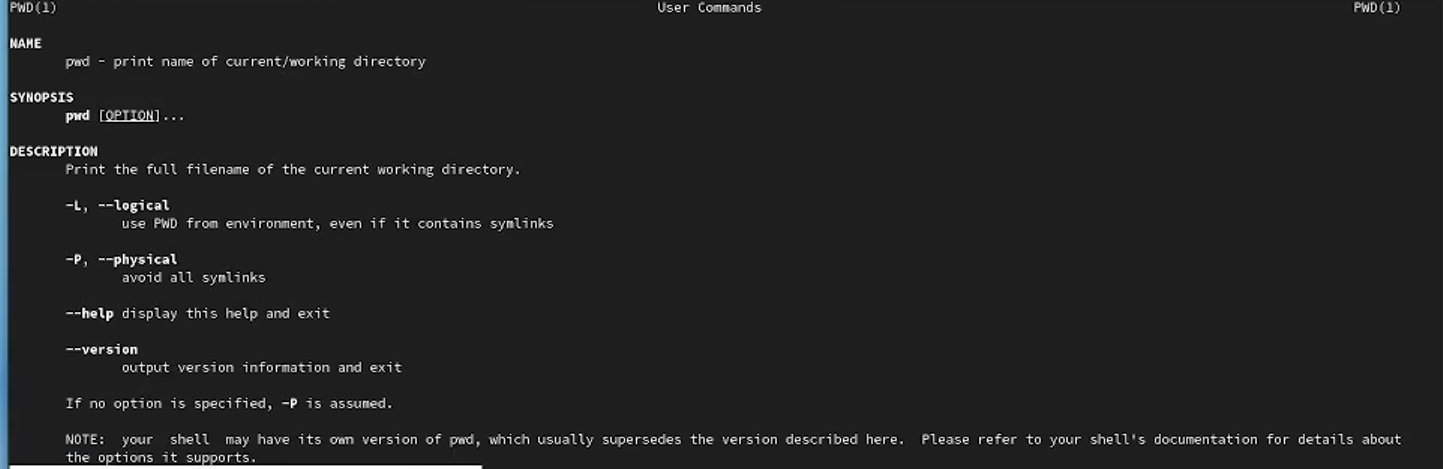 PWD(1) User Commands PWD(1)
NAME
pwd - print name of current/working directory
SYNOPSIS
pwd [OPTION]...
DESCRIPTION
Print the full filename of the current working directory.
-L, --logical
use PWD from environment, even if it contains symlinks
-P, --physical
avoid all symlinks
--help display this help and exit
--version
output version information and exit
If no option is specified, -P is assumed.
NOTE:  your  shell  may have its own version of pwd, which usually supersedes the version described here.  Please refer to your shell's documentation for details about
the options it supports.